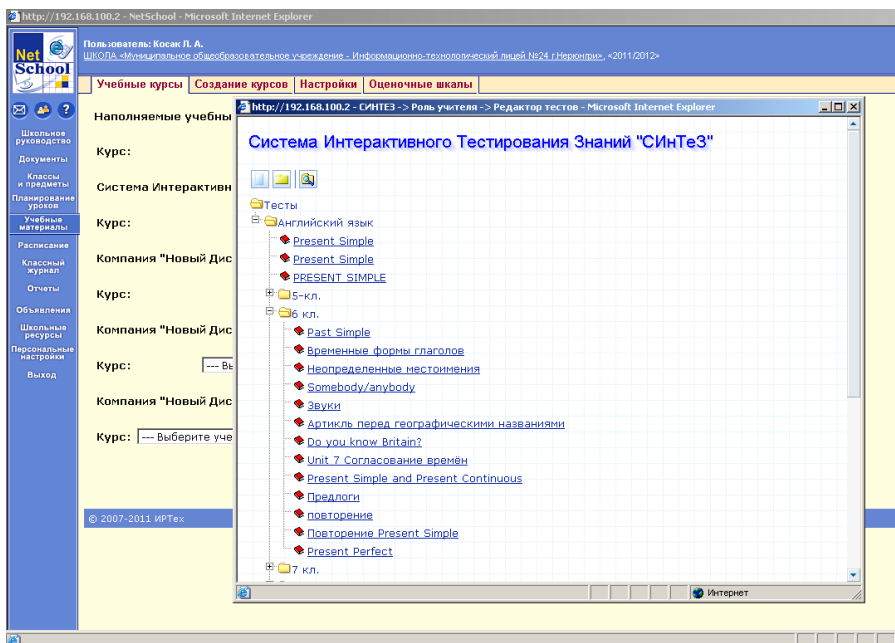 http://192.168.100.2 - NetSchool - Microsoft Internet Explorer
Net School
Пользователь: Косак Л. А.
ШКОЛА «Муниципальное общеобразовательное учреждение - Информационно-технологический лицей №24 г.Нерюнгри», «2011/2012»
Учебные курсы
Создание курсов
Настройки
Оценочные шкалы
Школьное
руководство
Документы
Классы
и предметы
Планирование
уроков
Учебные
материалы
Расписание
Классный
журнал
Отчеты
Объявления
Школьные
ресурсы
Персональные
настройки
Выход
Наполняемые учебны
Курс:
Система Интерактивн
Курс:
Компания "Новый Дис
Курс:
Компания "Новый Дис
Курс: --- Вы
Компания "Новый Дис
Курс: --- Выберите уче
© 2007-2011 ИРТех
http://192.168.100.2 - СИНТЕЗ -> Роль учителя -> Редактор тестов - Microsoft Internet Explorer
Система Интерактивного Тестирования Знаний "СИнТеЗ"
Тесты
Английский язык
Present Simple
Present Simple
PRESENT SIMPLE
5-кл.
6 кл.
Past Simple
Временные формы глаголов
Неопределенные местоимения
Somebody/anybody
Звуки
Артикль перед географическими названиями
Do you know Britain?
Unit 7 Согласование времён
Present Simple and Present Continuous
Предлоги
повторение
Повторение Present Simple
Present Perfect
7 кл.
Интернет